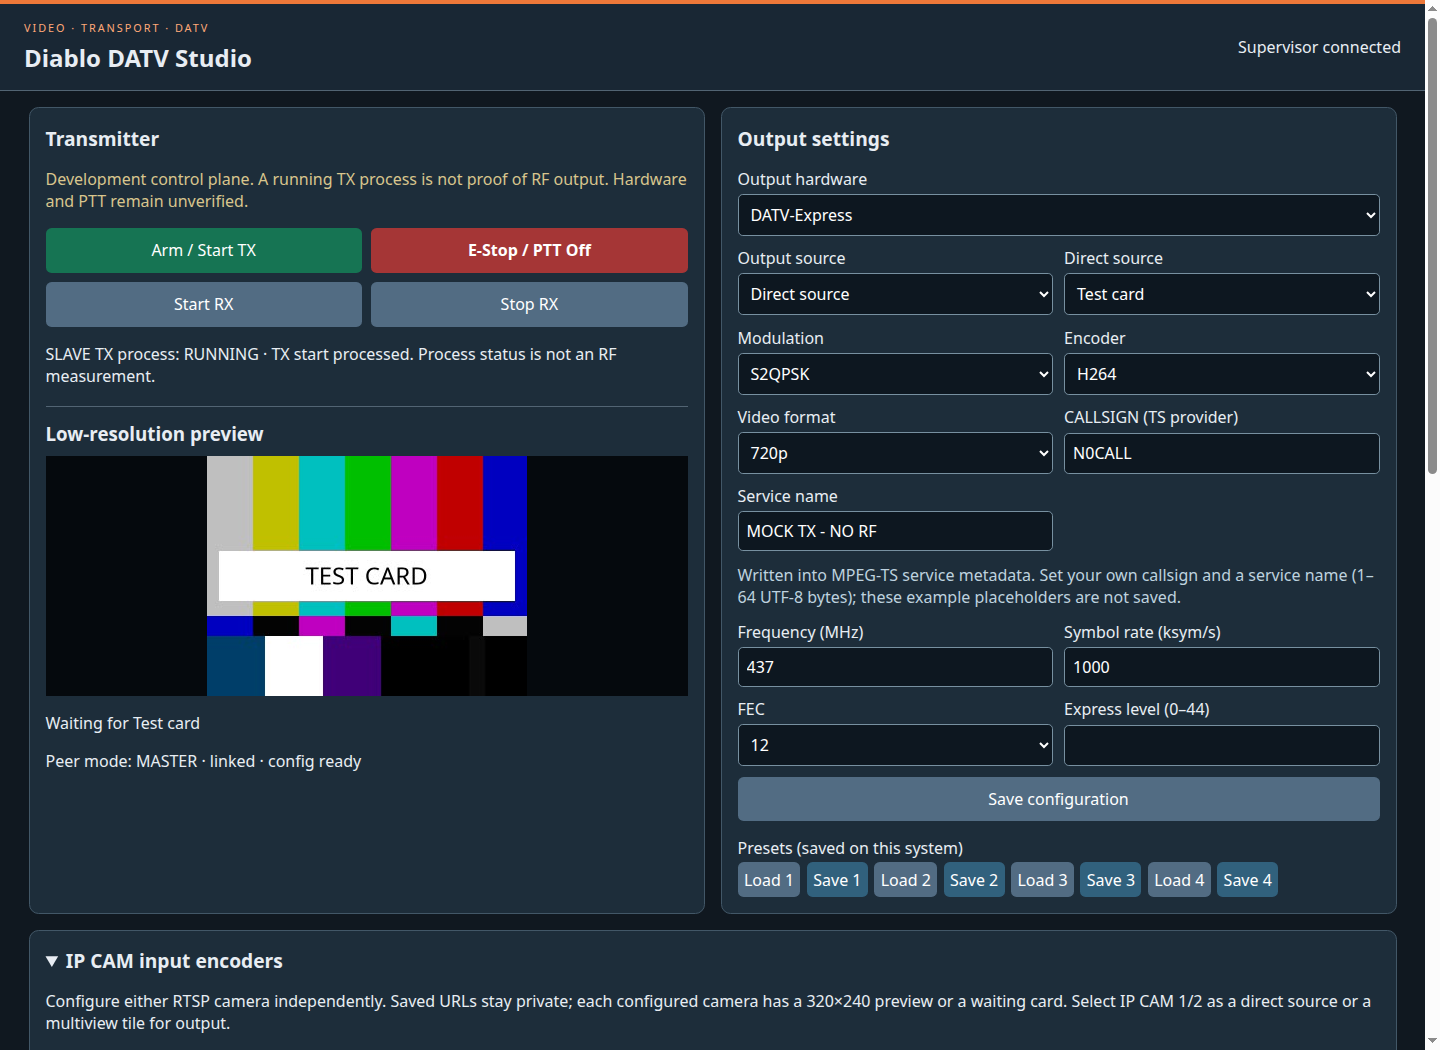 VIDEO · TRANSPORT · DATV
Diablo DATV Studio
Supervisor connected
Transmitter
Development control plane. A running TX process is not proof of RF output. Hardware
and PTT remain unverified.
Arm / Start TX
E-Stop / PTT Off
Start RX
Stop RX
SLAVE TX process: RUNNING · TX start processed. Process status is not an RF
measurement.
Low-resolution preview
TEST CARD
Waiting for Test card
Peer mode: MASTER · linked · config ready
Output settings
Output hardware
DATV-Express
Output source
Direct source
Direct source
Test card
Modulation
Encoder
S2QPSK
H264
Video format
CALLSIGN (TS provider)
720p
N0CALL
Service name
MOCK TX - NO RF
Written into MPEG-TS service metadata. Set your own callsign and a service name (1–
64 UTF-8 bytes); these example placeholders are not saved.
Frequency (MHz)
Symbol rate (ksym/s)
437
1000
FEC
Express level (0–44)
12
Save configuration
Presets (saved on this system)
Load 1 Save 1 Load 2 Save 2 Load 3 Save 3 Load 4 Save 4
▼ IP CAM input encoders
Configure either RTSP camera independently. Saved URLs stay private; each configured camera has a 320×240 preview or a waiting card. Select IP CAM 1/2 as a direct source or a
multiview tile for output.